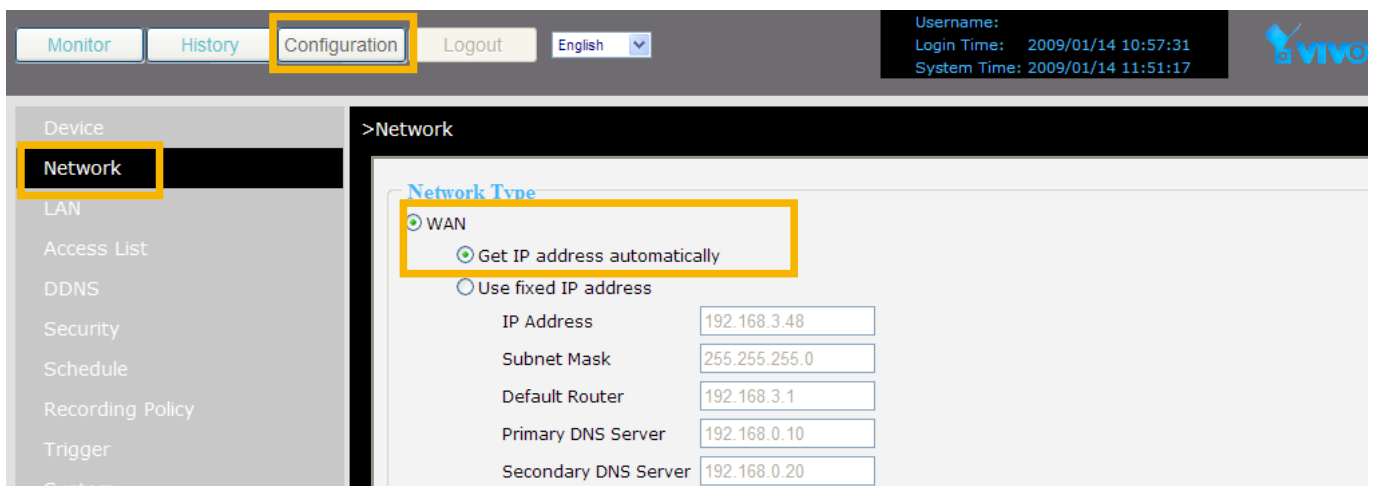 Monitor History Configuration Logout English
Username:
Login Time: 2009/01/14 10:57:31
System Time: 2009/01/14 11:51:17
VIVO
Device
Network
LAN
Access List
DDNS
Security
Schedule
Recording Policy
Trigger
System
>Network
Network Type
WAN
Get IP address automatically
Use fixed IP address
IP Address 192.168.3.48
Subnet Mask 255.255.255.0
Default Router 192.168.3.1
Primary DNS Server 192.168.0.10
Secondary DNS Server 192.168.0.20